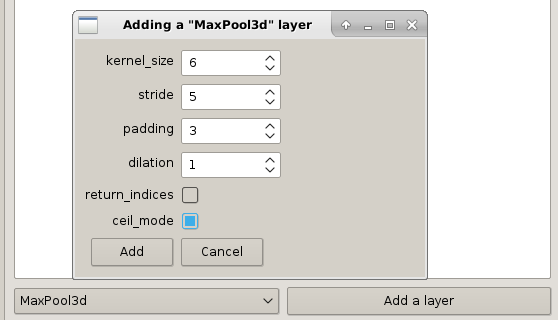 Adding a "MaxPool3d" layer
kernel_size 6
stride 5
padding 3
dilation 1
return_indices
ceil_mode
Add Cancel
MaxPool3d Add a layer